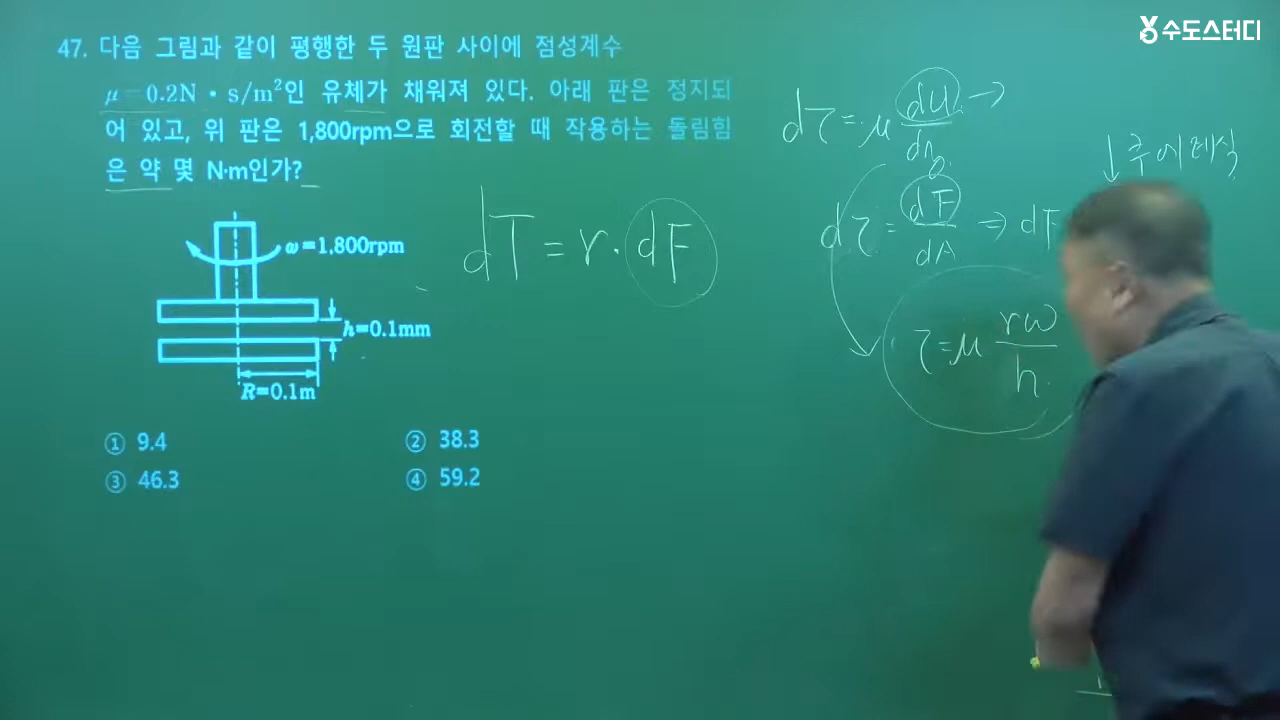 수도스터디
47. 다음 그림과 같이 평행한 두 원판 사이에 점성계수
μ=0.2N・s/m²인 유체가 채워져 있다. 아래 판은 정지되
어 있고, 위 판은 1,800rpm으로 회전할 때 작용하는 돌림힘
은 약 몇 N·m인가?
ω=1,800rpm
h=0.1mm
R=0.1m
① 9.4 ② 38.3
③ 46.3 ④ 59.2
dT = r · dF
dτ = μ du/dn →
dτ = dF/dA ⇒ dF
τ = μ rω/h